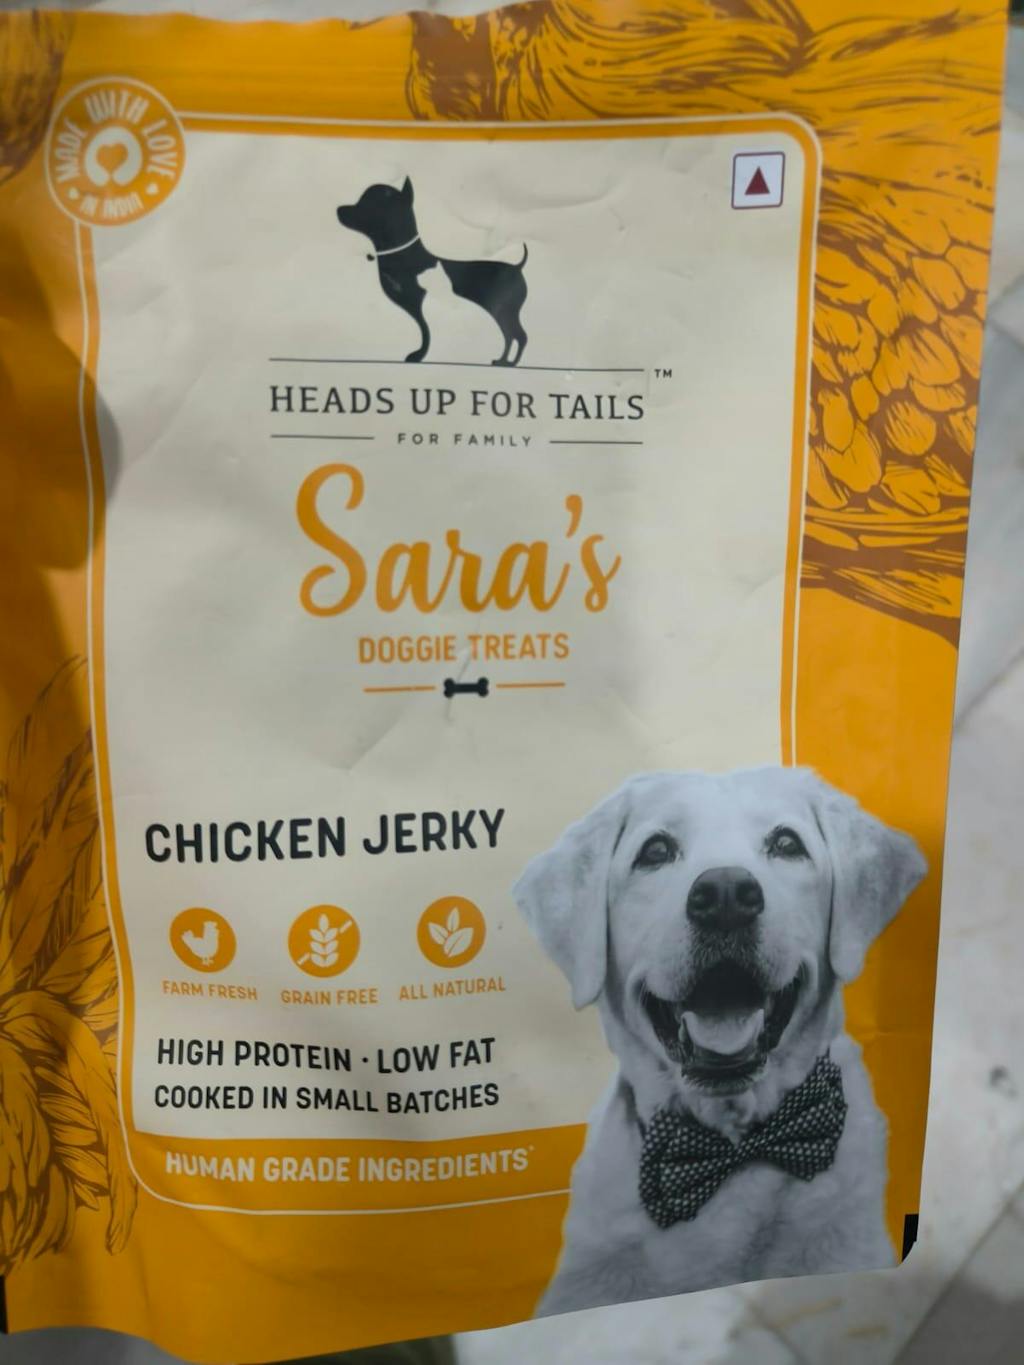 MADE WITH LOVE
IN INDIA
HEADS UP FOR TAILS ™
FOR FAMILY
Sara's
DOGGIE TREATS
CHICKEN JERKY
FARM FRESH
GRAIN FREE
ALL NATURAL
HIGH PROTEIN · LOW FAT
COOKED IN SMALL BATCHES
HUMAN GRADE INGREDIENTS*